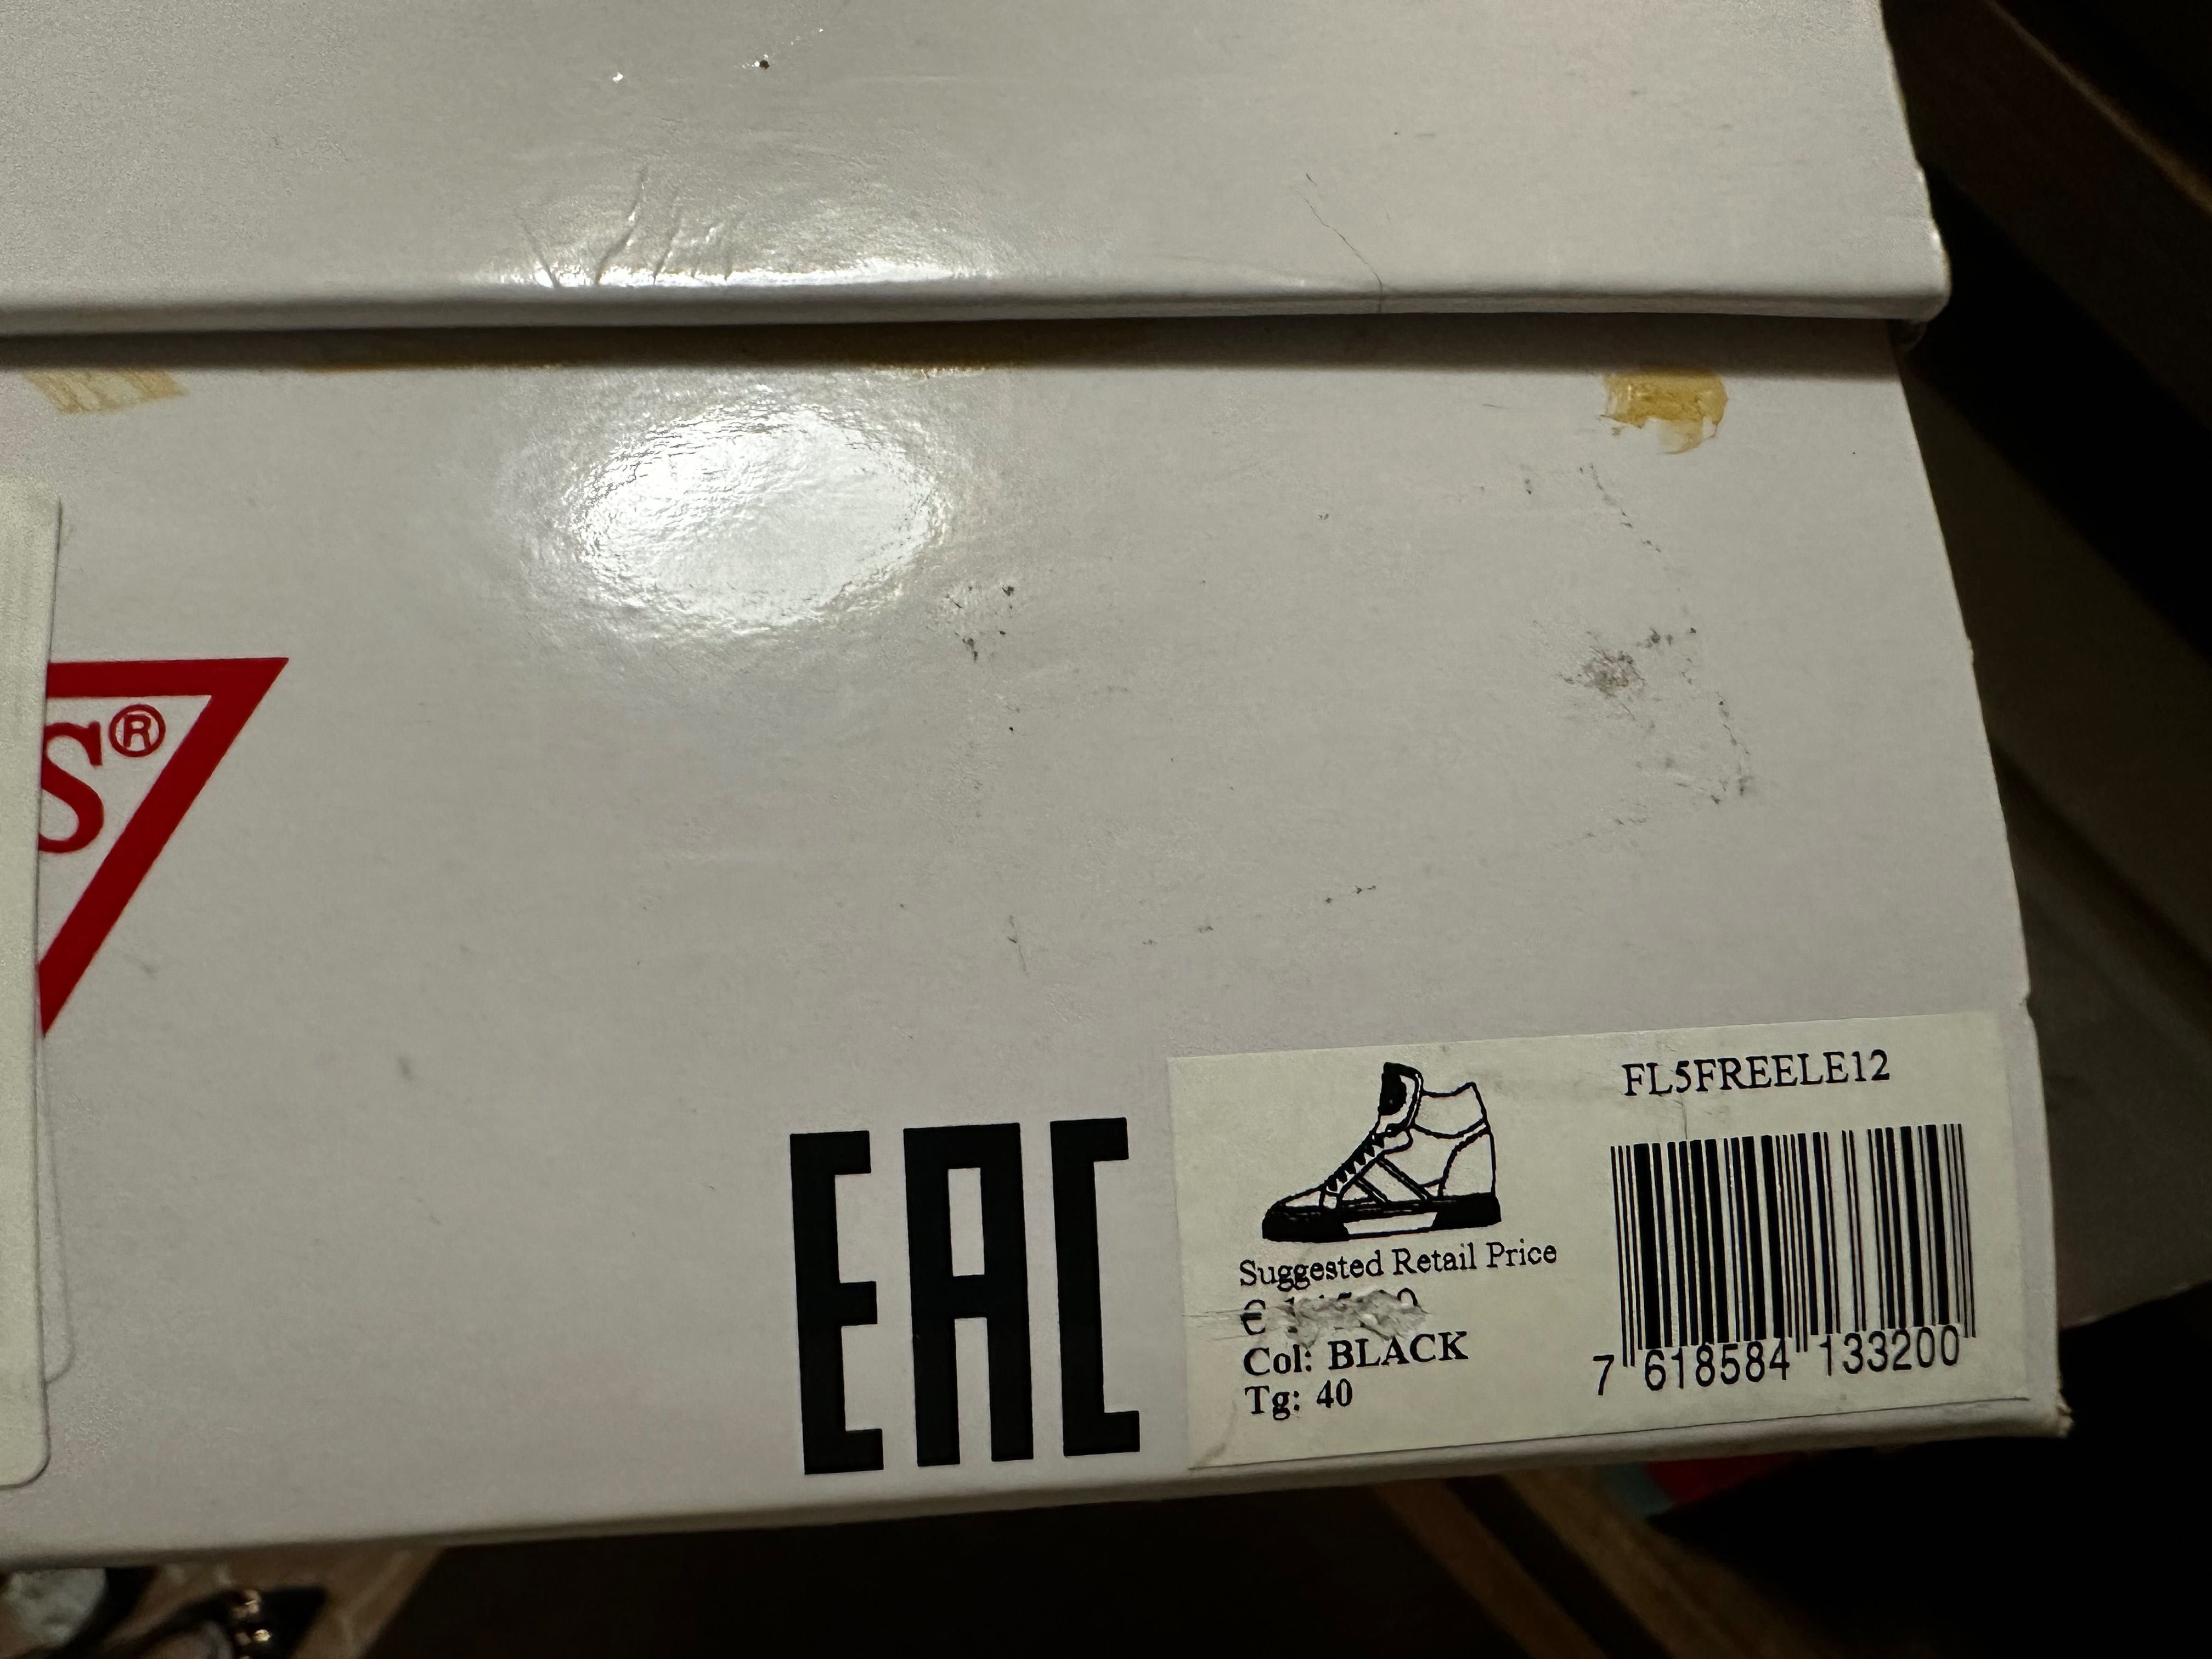 S®
EAC
FL5FREELE12
Suggested Retail Price
€
Col: BLACK
Tg: 40
7 618584 133200